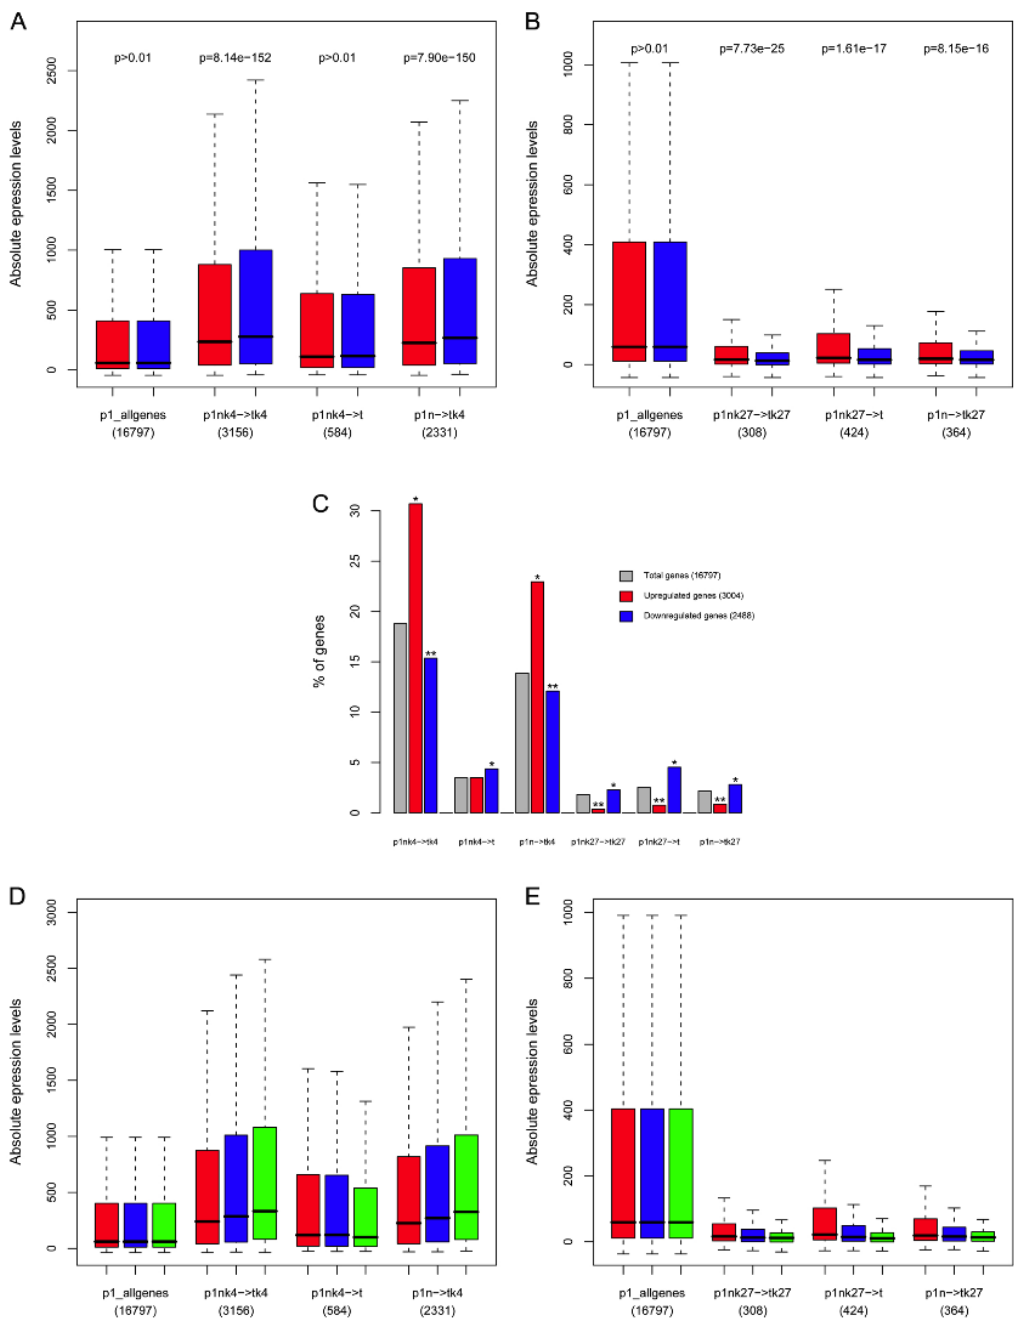 A
p>0.01 p=8.14e−152 p>0.01 p=7.90e−150
Absolute epression levels
2500
2000
1500
1000
500
0
p1_allgenes p1nk4−>tk4 p1nk4−>t p1n−>tk4
(16797) (3156) (584) (2331)
B
p>0.01 p=7.73e−25 p=1.61e−17 p=8.15e−16
Absolute epression levels
1000
800
600
400
200
0
p1_allgenes p1nk27−>tk27 p1nk27−>t p1n−>tk27
(16797) (308) (424) (364)
C
% of genes
30
25
20
15
10
5
0
* ** * * ** ** * ** * ** *
Total genes (16797)
Upregulated genes (3004)
Downregulated genes (2488)
p1nk4−>tk4 p1nk4−>t p1n−>tk4 p1nk27−>tk27 p1nk27−>t p1n−>tk27
D
Absolute epression levels
3000
2500
2000
1500
1000
500
0
p1_allgenes p1nk4−>tk4 p1nk4−>t p1n−>tk4
(16797) (3156) (584) (2331)
E
Absolute epression levels
1000
800
600
400
200
0
p1_allgenes p1nk27−>tk27 p1nk27−>t p1n−>tk27
(16797) (308) (424) (364)